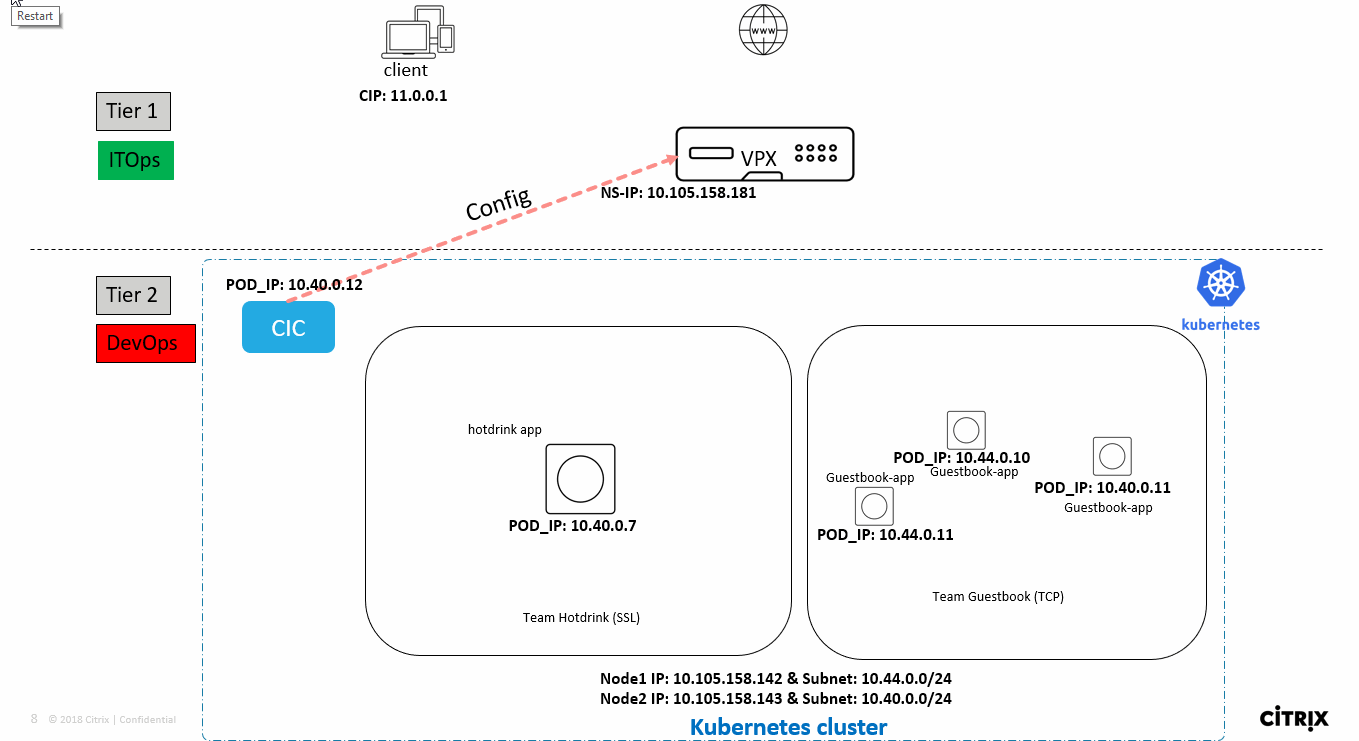 Restart
www
client
CIP: 11.0.0.1
Tier 1
ITOps
VPX
NS-IP: 10.105.158.181
Config
Tier 2
DevOps
POD_IP: 10.40.0.12
CIC
kubernetes
hotdrink app
POD_IP: 10.40.0.7
Team Hotdrink (SSL)
POD_IP: 10.44.0.10
Guestbook-app
Guestbook-app
POD_IP: 10.44.0.11
POD_IP: 10.40.0.11
Guestbook-app
Team Guestbook (TCP)
Node1 IP: 10.105.158.142 & Subnet: 10.44.0.0/24
Node2 IP: 10.105.158.143 & Subnet: 10.40.0.0/24
Kubernetes cluster
8 © 2018 Citrix | Confidential
CİTRIX